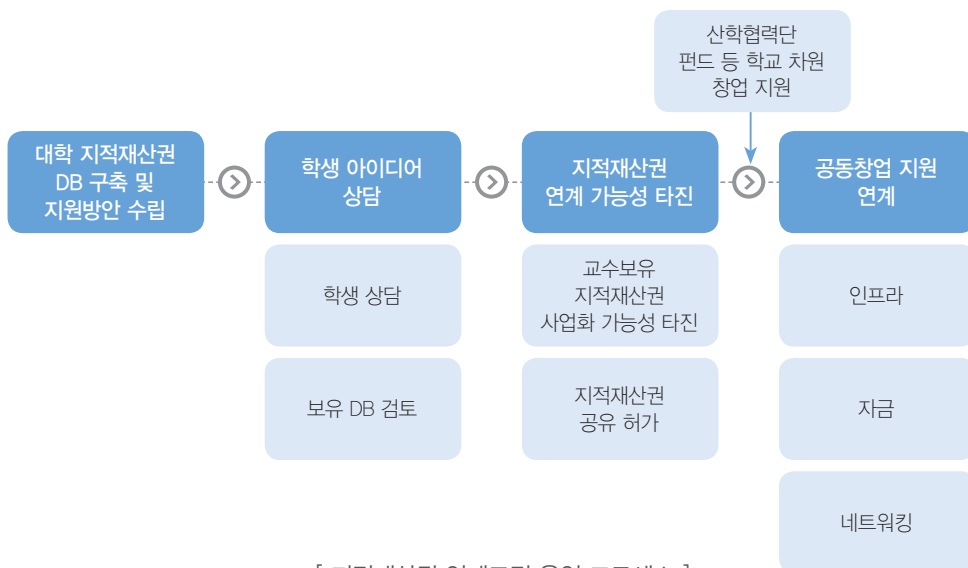 산학협력단
펀드 등 학교 차원
창업 지원
대학 지적재산권
DB 구축 및
지원방안 수립
학생 아이디어
상담
지적재산권
연계 가능성 타진
공동창업 지원
연계
학생 상담
교수보유
지적재산권
사업화 가능성 타진
인프라
보유 DB 검토
지적재산권
공유 허가
자금
네트워킹